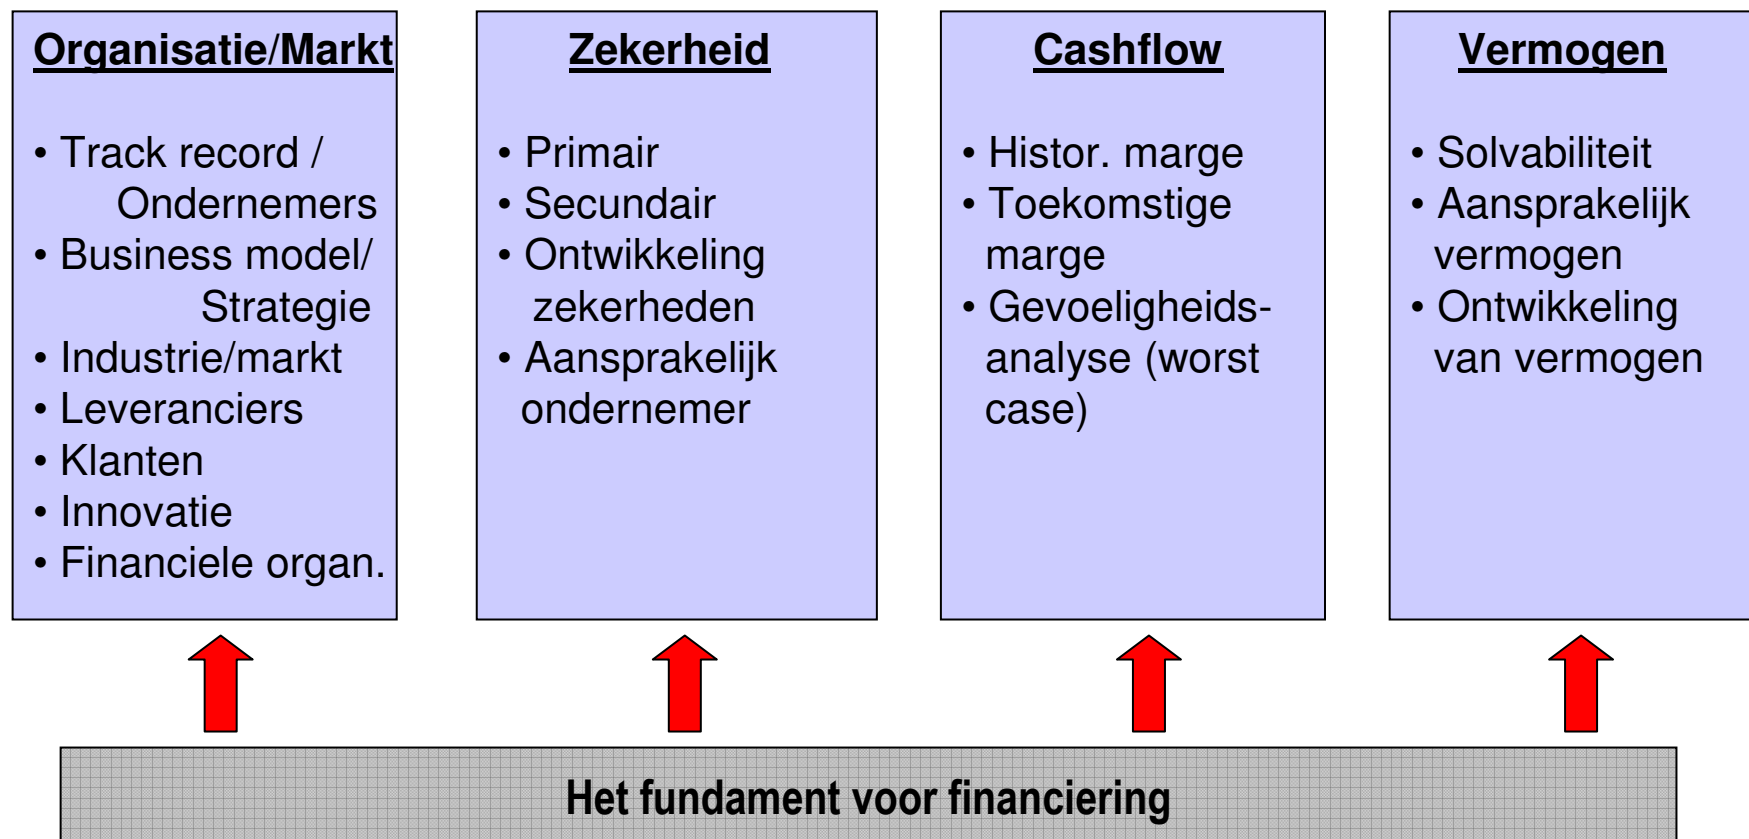 Organisatie/Markt
• Track record /
Ondernemers
• Business model/
Strategie
• Industrie/markt
• Leveranciers
• Klanten
• Innovatie
• Financiele organ.
Zekerheid
• Primair
• Secundair
• Ontwikkeling
zekerheden
• Aansprakelijk
ondernemer
Cashflow
• Histor. marge
• Toekomstige
marge
• Gevoeligheids-
analyse (worst
case)
Vermogen
• Solvabiliteit
• Aansprakelijk
vermogen
• Ontwikkeling
van vermogen
Het fundament voor financiering